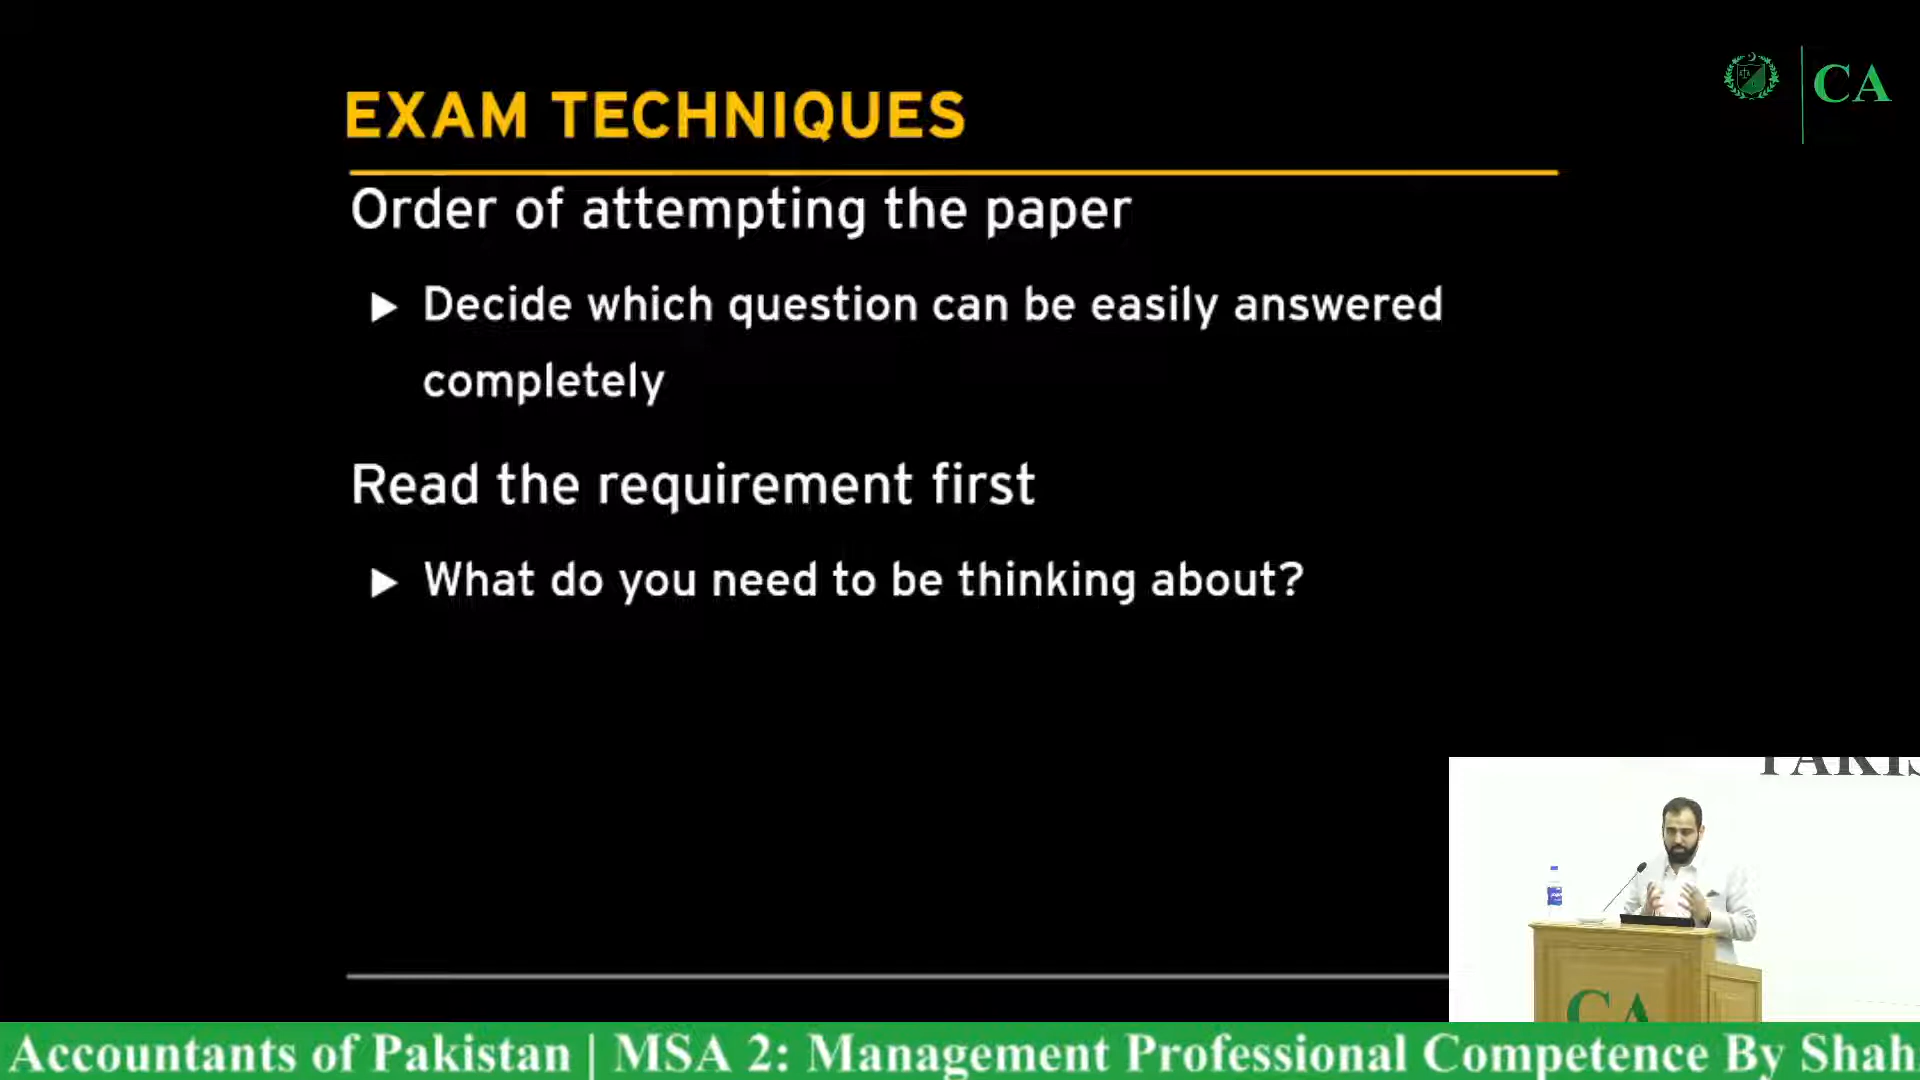 CA
EXAM TECHNIQUES
Order of attempting the paper
Decide which question can be easily answered
completely
Read the requirement first
What do you need to be thinking about?
CA
Accountants of Pakistan | MSA 2: Management Professional Competence By Shah